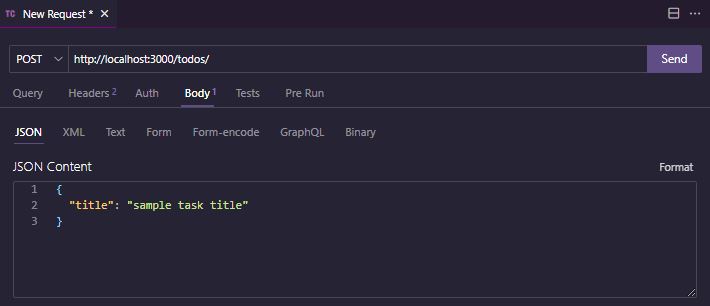 TC New Request *
POST http://localhost:3000/todos/ Send
Query Headers 2 Auth Body 1 Tests Pre Run
JSON XML Text Form Form-encode GraphQL Binary
JSON Content Format
1 {
2 "title": "sample task title"
3 }